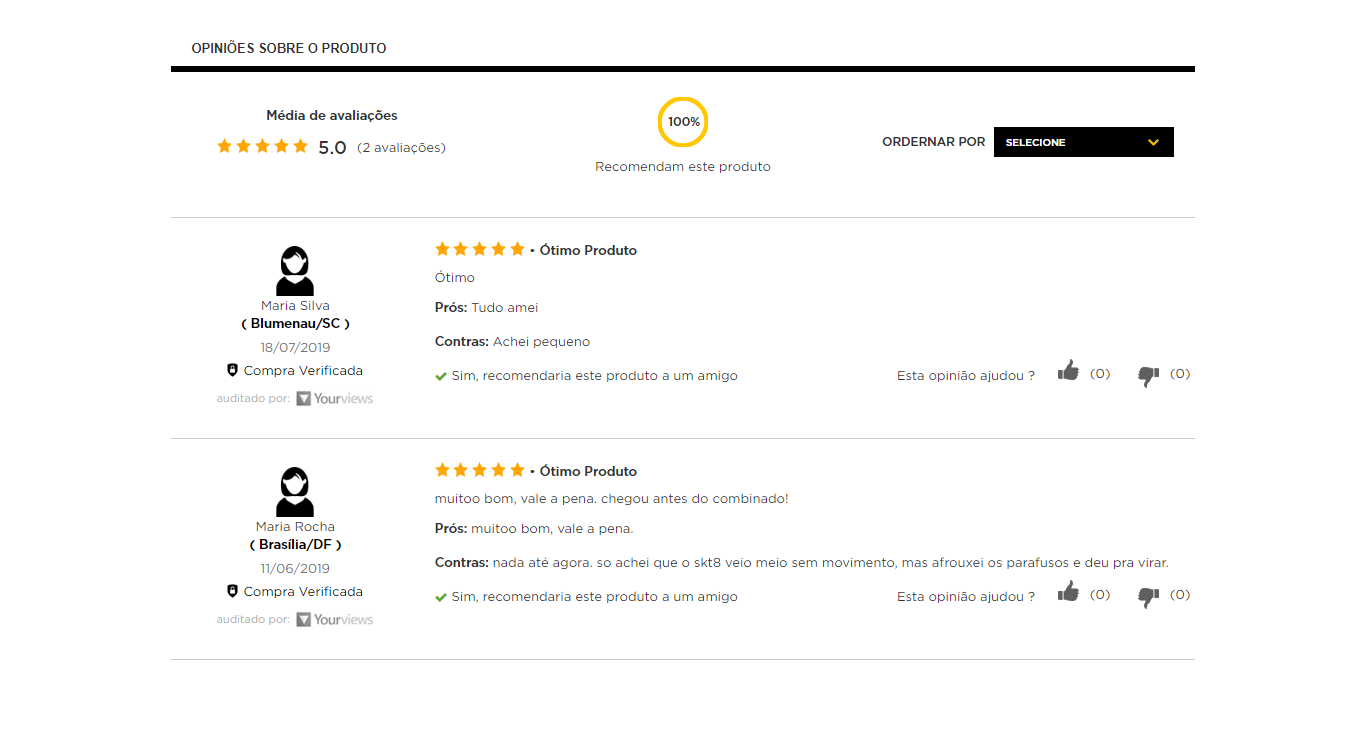 OPINIÕES SOBRE O PRODUTO
Média de avaliações
5.0 (2 avaliações)
100%
Recomendam este produto
ORDERNAR POR SELECIONE
Maria Silva
( Blumenau/SC )
18/07/2019
Compra Verificada
auditado por: Yourviews
• Ótimo Produto
Ótimo
Prós: Tudo amei
Contras: Achei pequeno
Sim, recomendaria este produto a um amigo
Esta opinião ajudou ? (0) (0)
Maria Rocha
( Brasília/DF )
11/06/2019
Compra Verificada
auditado por: Yourviews
• Ótimo Produto
muitoo bom, vale a pena. chegou antes do combinado!
Prós: muitoo bom, vale a pena.
Contras: nada até agora. so achei que o skt8 veio meio sem movimento, mas afrouxei os parafusos e deu pra virar.
Sim, recomendaria este produto a um amigo
Esta opinião ajudou ? (0) (0)